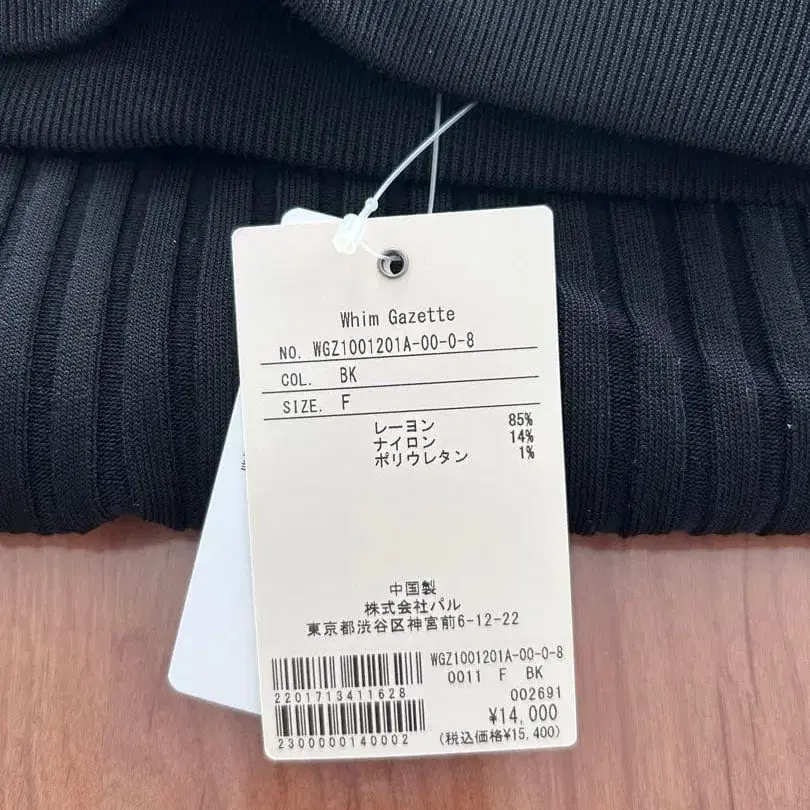 Whim Gazette
NO. WGZ1001201A-00-0-8
COL. BK
SIZE. F
レーヨン 85%
ナイロン 14%
ポリウレタン 1%
中国製
株式会社パル
東京都渋谷区神宮前6-12-22
WGZ1001201A-00-0-8
0011 F BK
2201713411628
002691
¥14,000
2300000140002
(税込価格¥15,400)